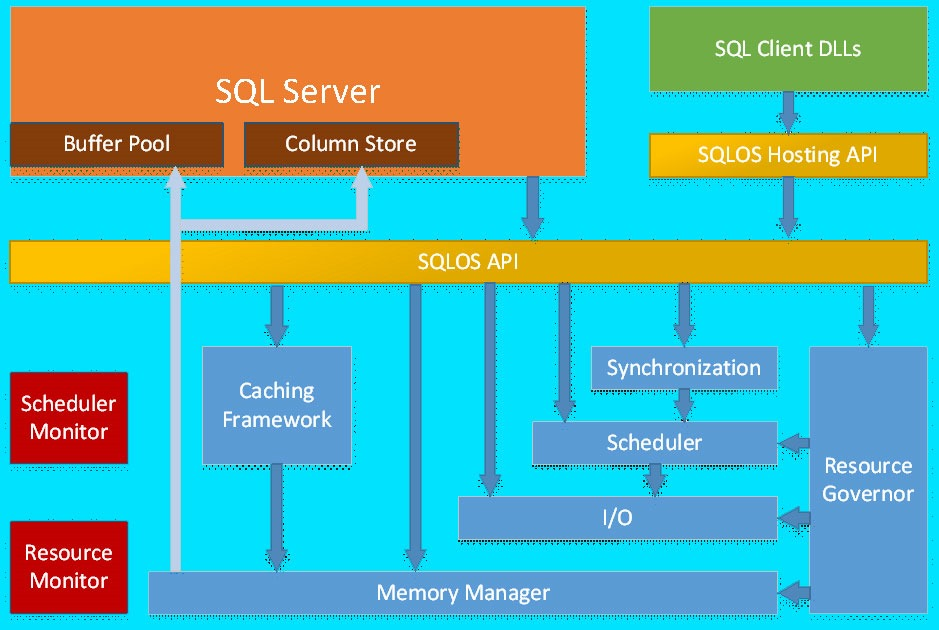 SQL Server
Buffer Pool
Column Store
SQL Client DLLs
SQLOS Hosting API
SQLOS API
Scheduler
Monitor
Caching
Framework
Synchronization
Scheduler
Resource
Governor
I/O
Resource
Monitor
Memory Manager